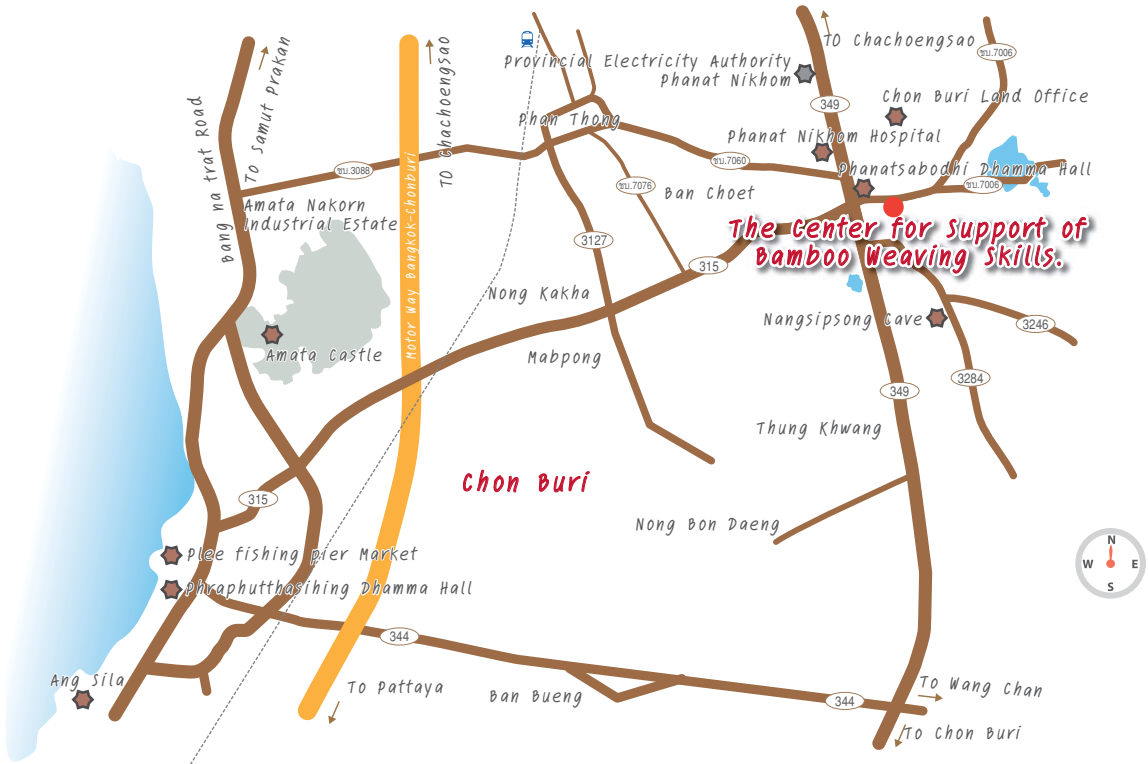 TO Chachoengsao
ชบ.7006
Provincial Electricity Authority
Phanat Nikhom
349
Chon Buri Land Office
Phan Thong
Phanat Nikhom Hospital
Bang na trat Road
TO Samut Prakan
TO Chachoengsao
ชบ.3088
ชบ.7060
Phanatsabodhi Dhamma Hall
ชบ.7076
Ban Choet
ชบ.7006
Amata Nakorn
Industrial Estate
The Center for Support of
Bamboo Weaving Skills.
Motor Way Bangkok-Chonburi
3127
315
Nong Kakha
Nangsipsong Cave
3246
Amata Castle
Mabpong
3284
349
Thung Khwang
Chon Buri
315
Nong Bon Daeng
N
W
E
S
Plee fishing pier Market
Phraphutthasihing Dhamma Hall
344
Ang Sila
To Pattaya
Ban Bueng
344
To Wang Chan
To Chon Buri